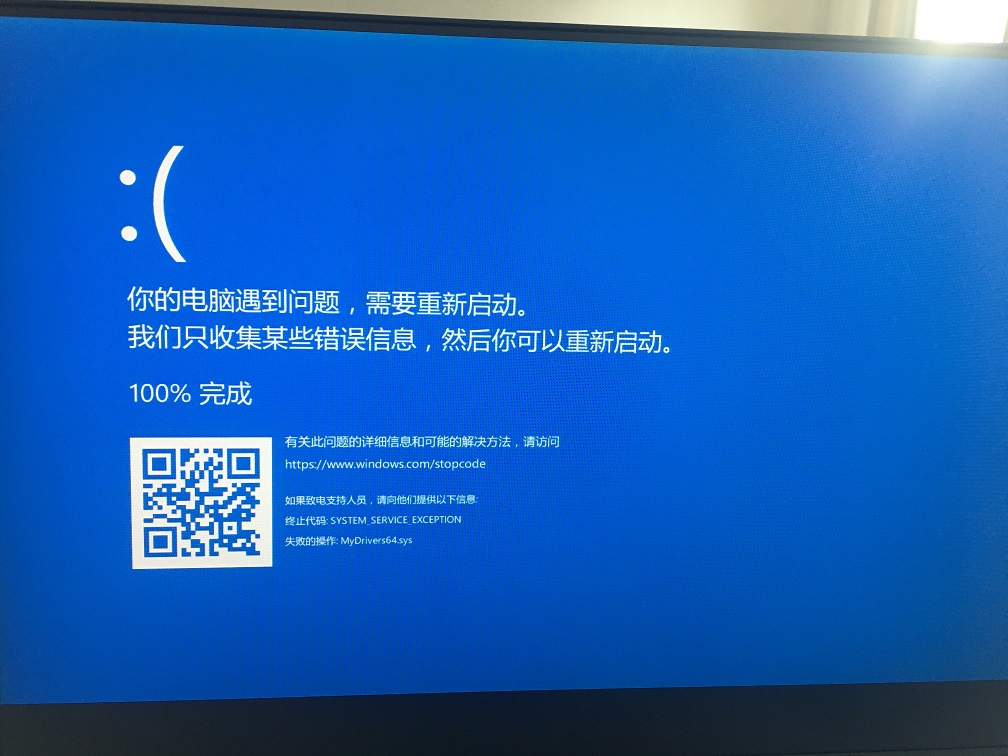 :(
你的电脑遇到问题，需要重新启动。
我们只收集某些错误信息，然后你可以重新启动。
100% 完成
有关此问题的详细信息和可能的解决方法，请访问
https://www.windows.com/stopcode
如果致电支持人员，请向他们提供以下信息:
终止代码: SYSTEM_SERVICE_EXCEPTION
失败的操作: MyDrivers64.sys